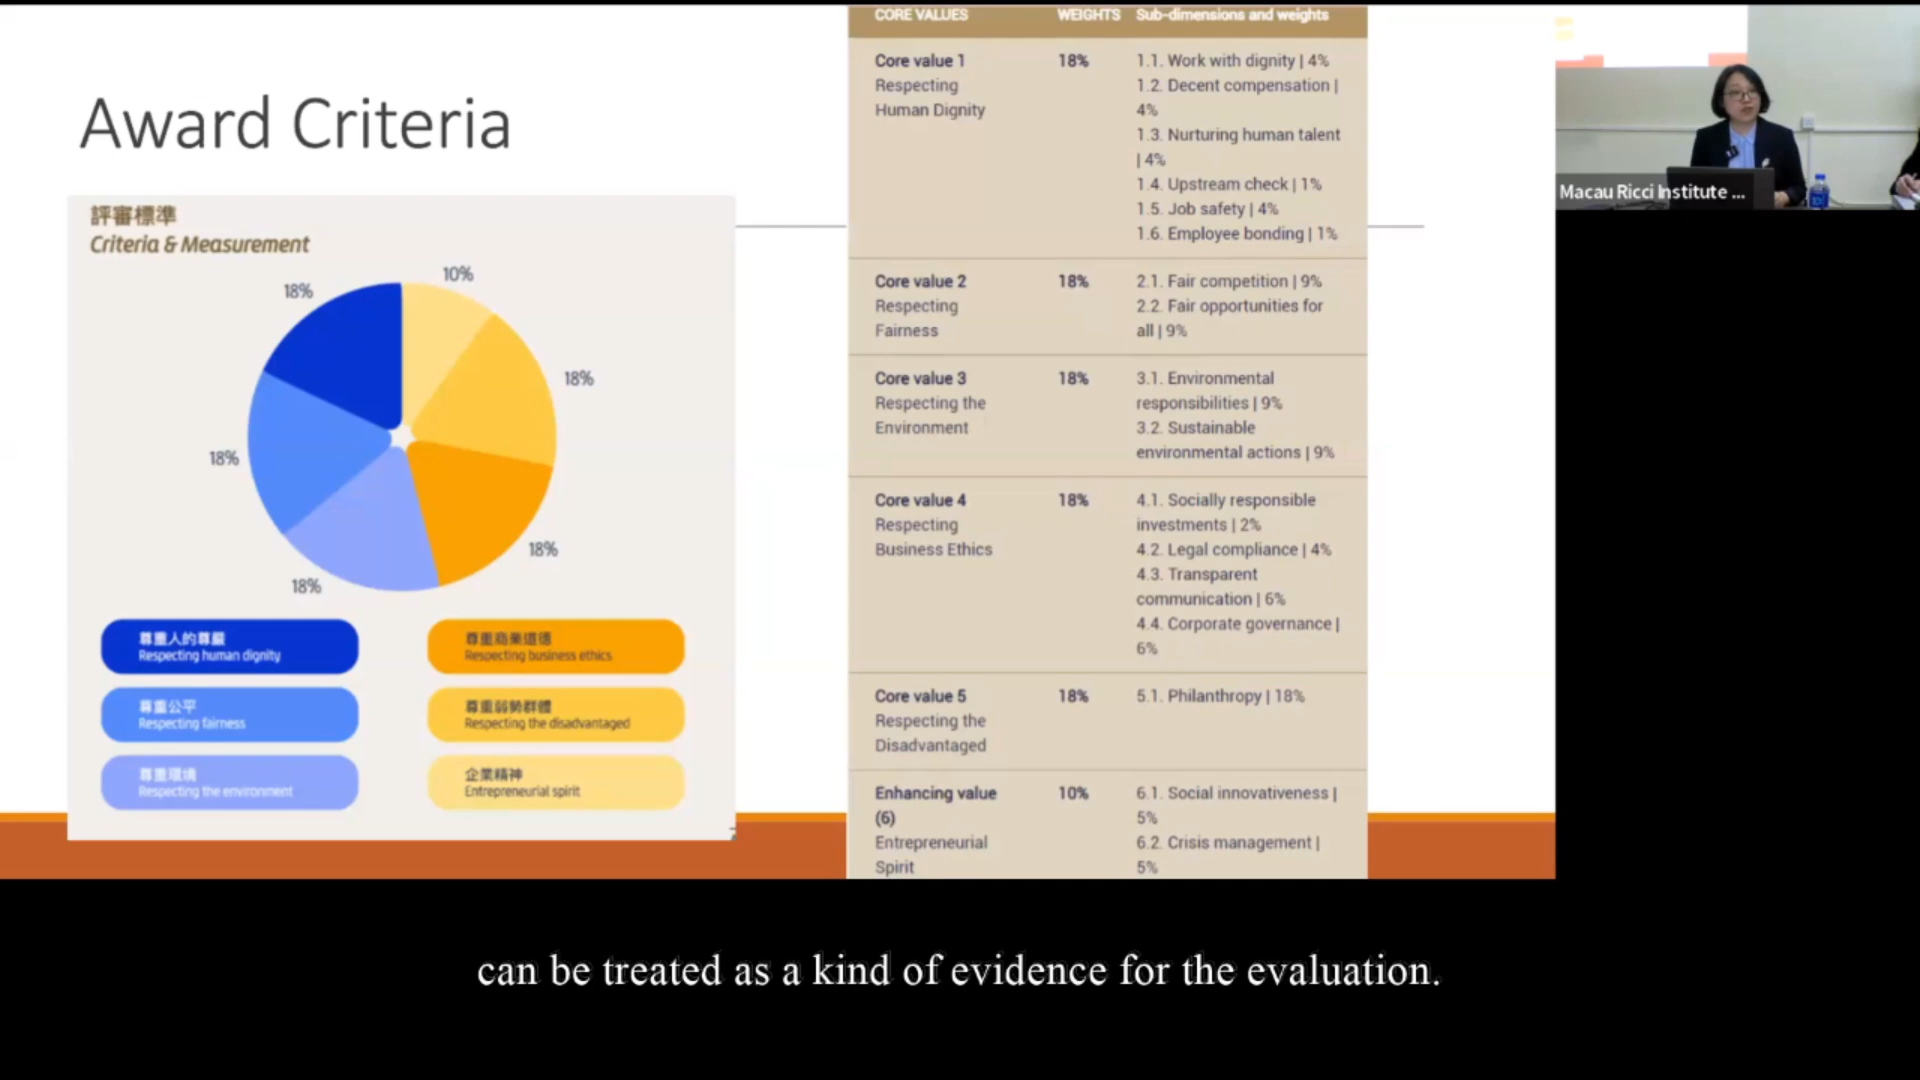 Award Criteria
評審標準
Criteria & Measurement
10%
18%
18%
18%
18%
18%
尊重人的尊嚴
Respecting human dignity
尊重公平
Respecting fairness
尊重環境
Respecting the environment
尊重商業道德
Respecting business ethics
尊重弱勢群體
Respecting the disadvantaged
企業精神
Entrepreneurial spirit
CORE VALUES WEIGHTS Sub-dimensions and weights
Core value 1 18% 1.1. Work with dignity | 4%
Respecting 1.2. Decent compensation |
Human Dignity 4%
1.3. Nurturing human talent
| 4%
1.4. Upstream check | 1%
1.5. Job safety | 4%
1.6. Employee bonding | 1%
Core value 2 18% 2.1. Fair competition | 9%
Respecting 2.2. Fair opportunities for
Fairness all | 9%
Core value 3 18% 3.1. Environmental
Respecting the responsibilities | 9%
Environment 3.2. Sustainable
environmental actions | 9%
Core value 4 18% 4.1. Socially responsible
Respecting investments | 2%
Business Ethics 4.2. Legal compliance | 4%
4.3. Transparent
communication | 6%
4.4. Corporate governance |
6%
Core value 5 18% 5.1. Philanthropy | 18%
Respecting the
Disadvantaged
Enhancing value 10% 6.1. Social innovativeness |
(6) 5%
Entrepreneurial 6.2. Crisis management |
Spirit 5%
Macau Ricci Institute ...
can be treated as a kind of evidence for the evaluation.